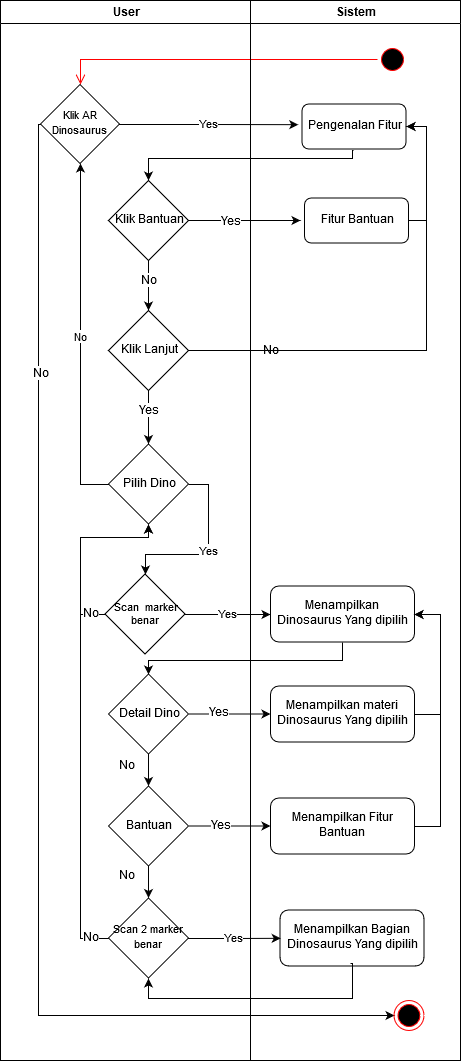 User
Sistem
Klik AR
Dinosaurus
Yes
Pengenalan Fitur
Klik Bantuan
Yes
Fitur Bantuan
No
No
Klik Lanjut
No
No
Yes
Pilih Dino
Yes
Scan marker
benar
No
Yes
Menampilkan
Dinosaurus Yang dipilih
Detail Dino
Yes
Menampilkan materi
Dinosaurus Yang dipilih
No
Bantuan
Yes
Menampilkan Fitur
Bantuan
No
Scan 2 marker
benar
No
Yes
Menampilkan Bagian
Dinosaurus Yang dipilih